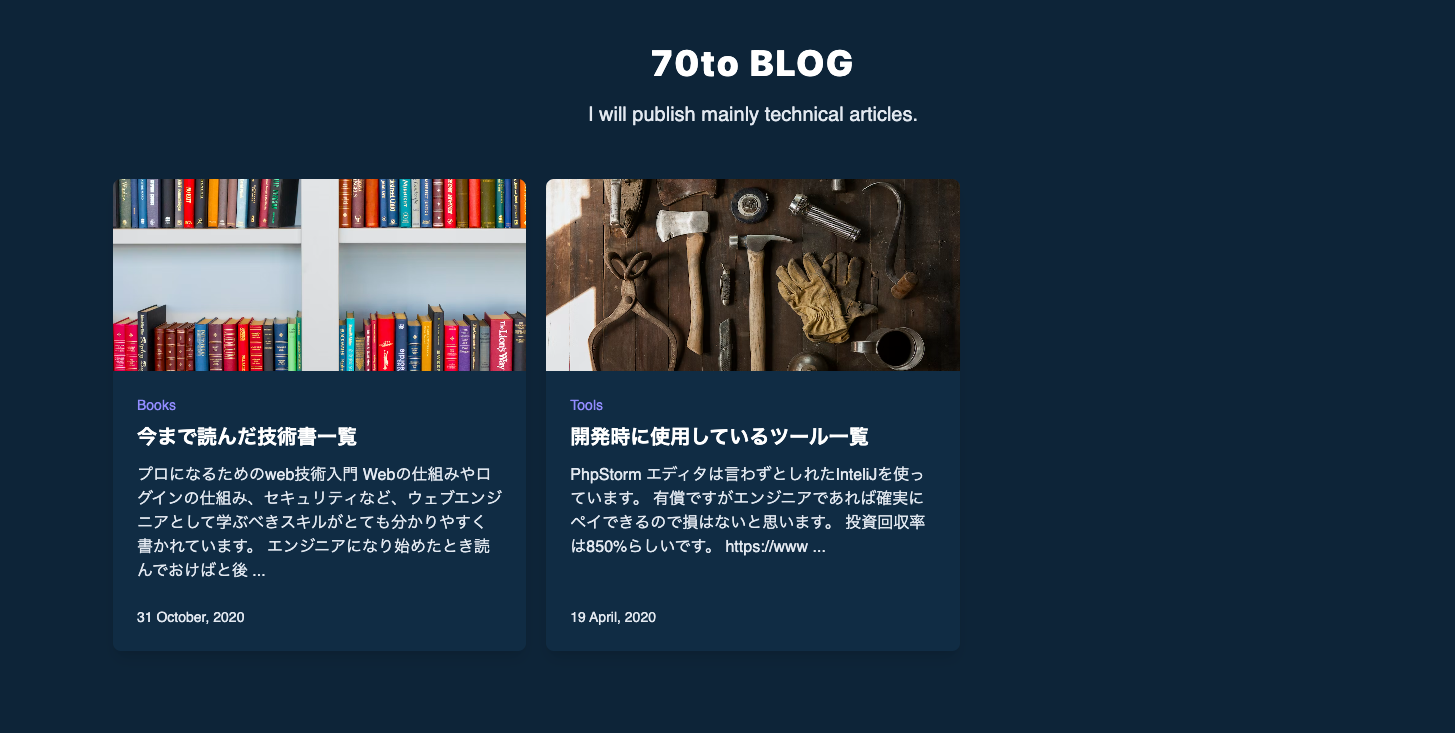 70to BLOG
I will publish mainly technical articles.
Books
今まで読んだ技術書一覧
プロになるためのweb技術入門 Webの仕組みやロ
グインの仕組み、セキュリティなど、ウェブエンジ
ニアとして学ぶべきスキルがとても分かりやすく
書かれています。 エンジニアになり始めたとき読
んでおけばと後 ...
31 October, 2020
Tools
開発時に使用しているツール一覧
PhpStorm エディタは言わずとしれたInteliJを使っ
ています。 有償ですがエンジニアであれば確実に
ペイできるので損はないと思います。 投資回収率
は850%らしいです。 https://www ...
19 April, 2020